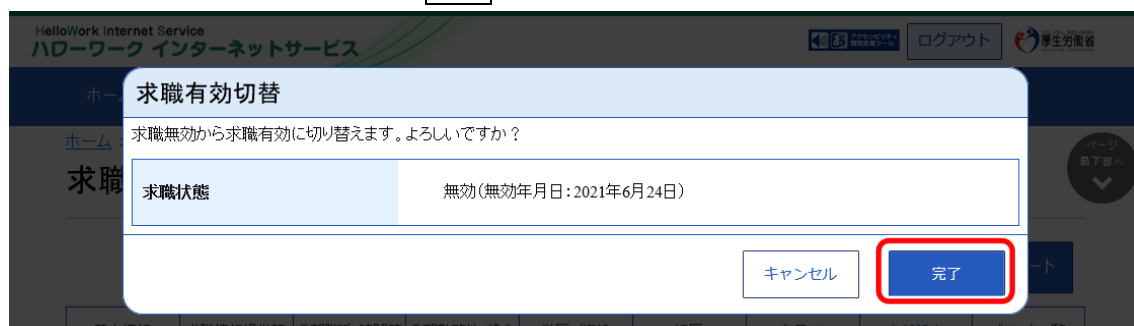 HelloWork Internet Service
ハローワーク インターネットサービス
ログアウト
厚生労働省
ホーム
求職有効切替
求職無効から求職有効に切り替えます。よろしいですか？
ホーム
ページ
最下部へ
求職
求職状態
無効（無効年月日：2021年6月24日）
キャンセル
完了
ート